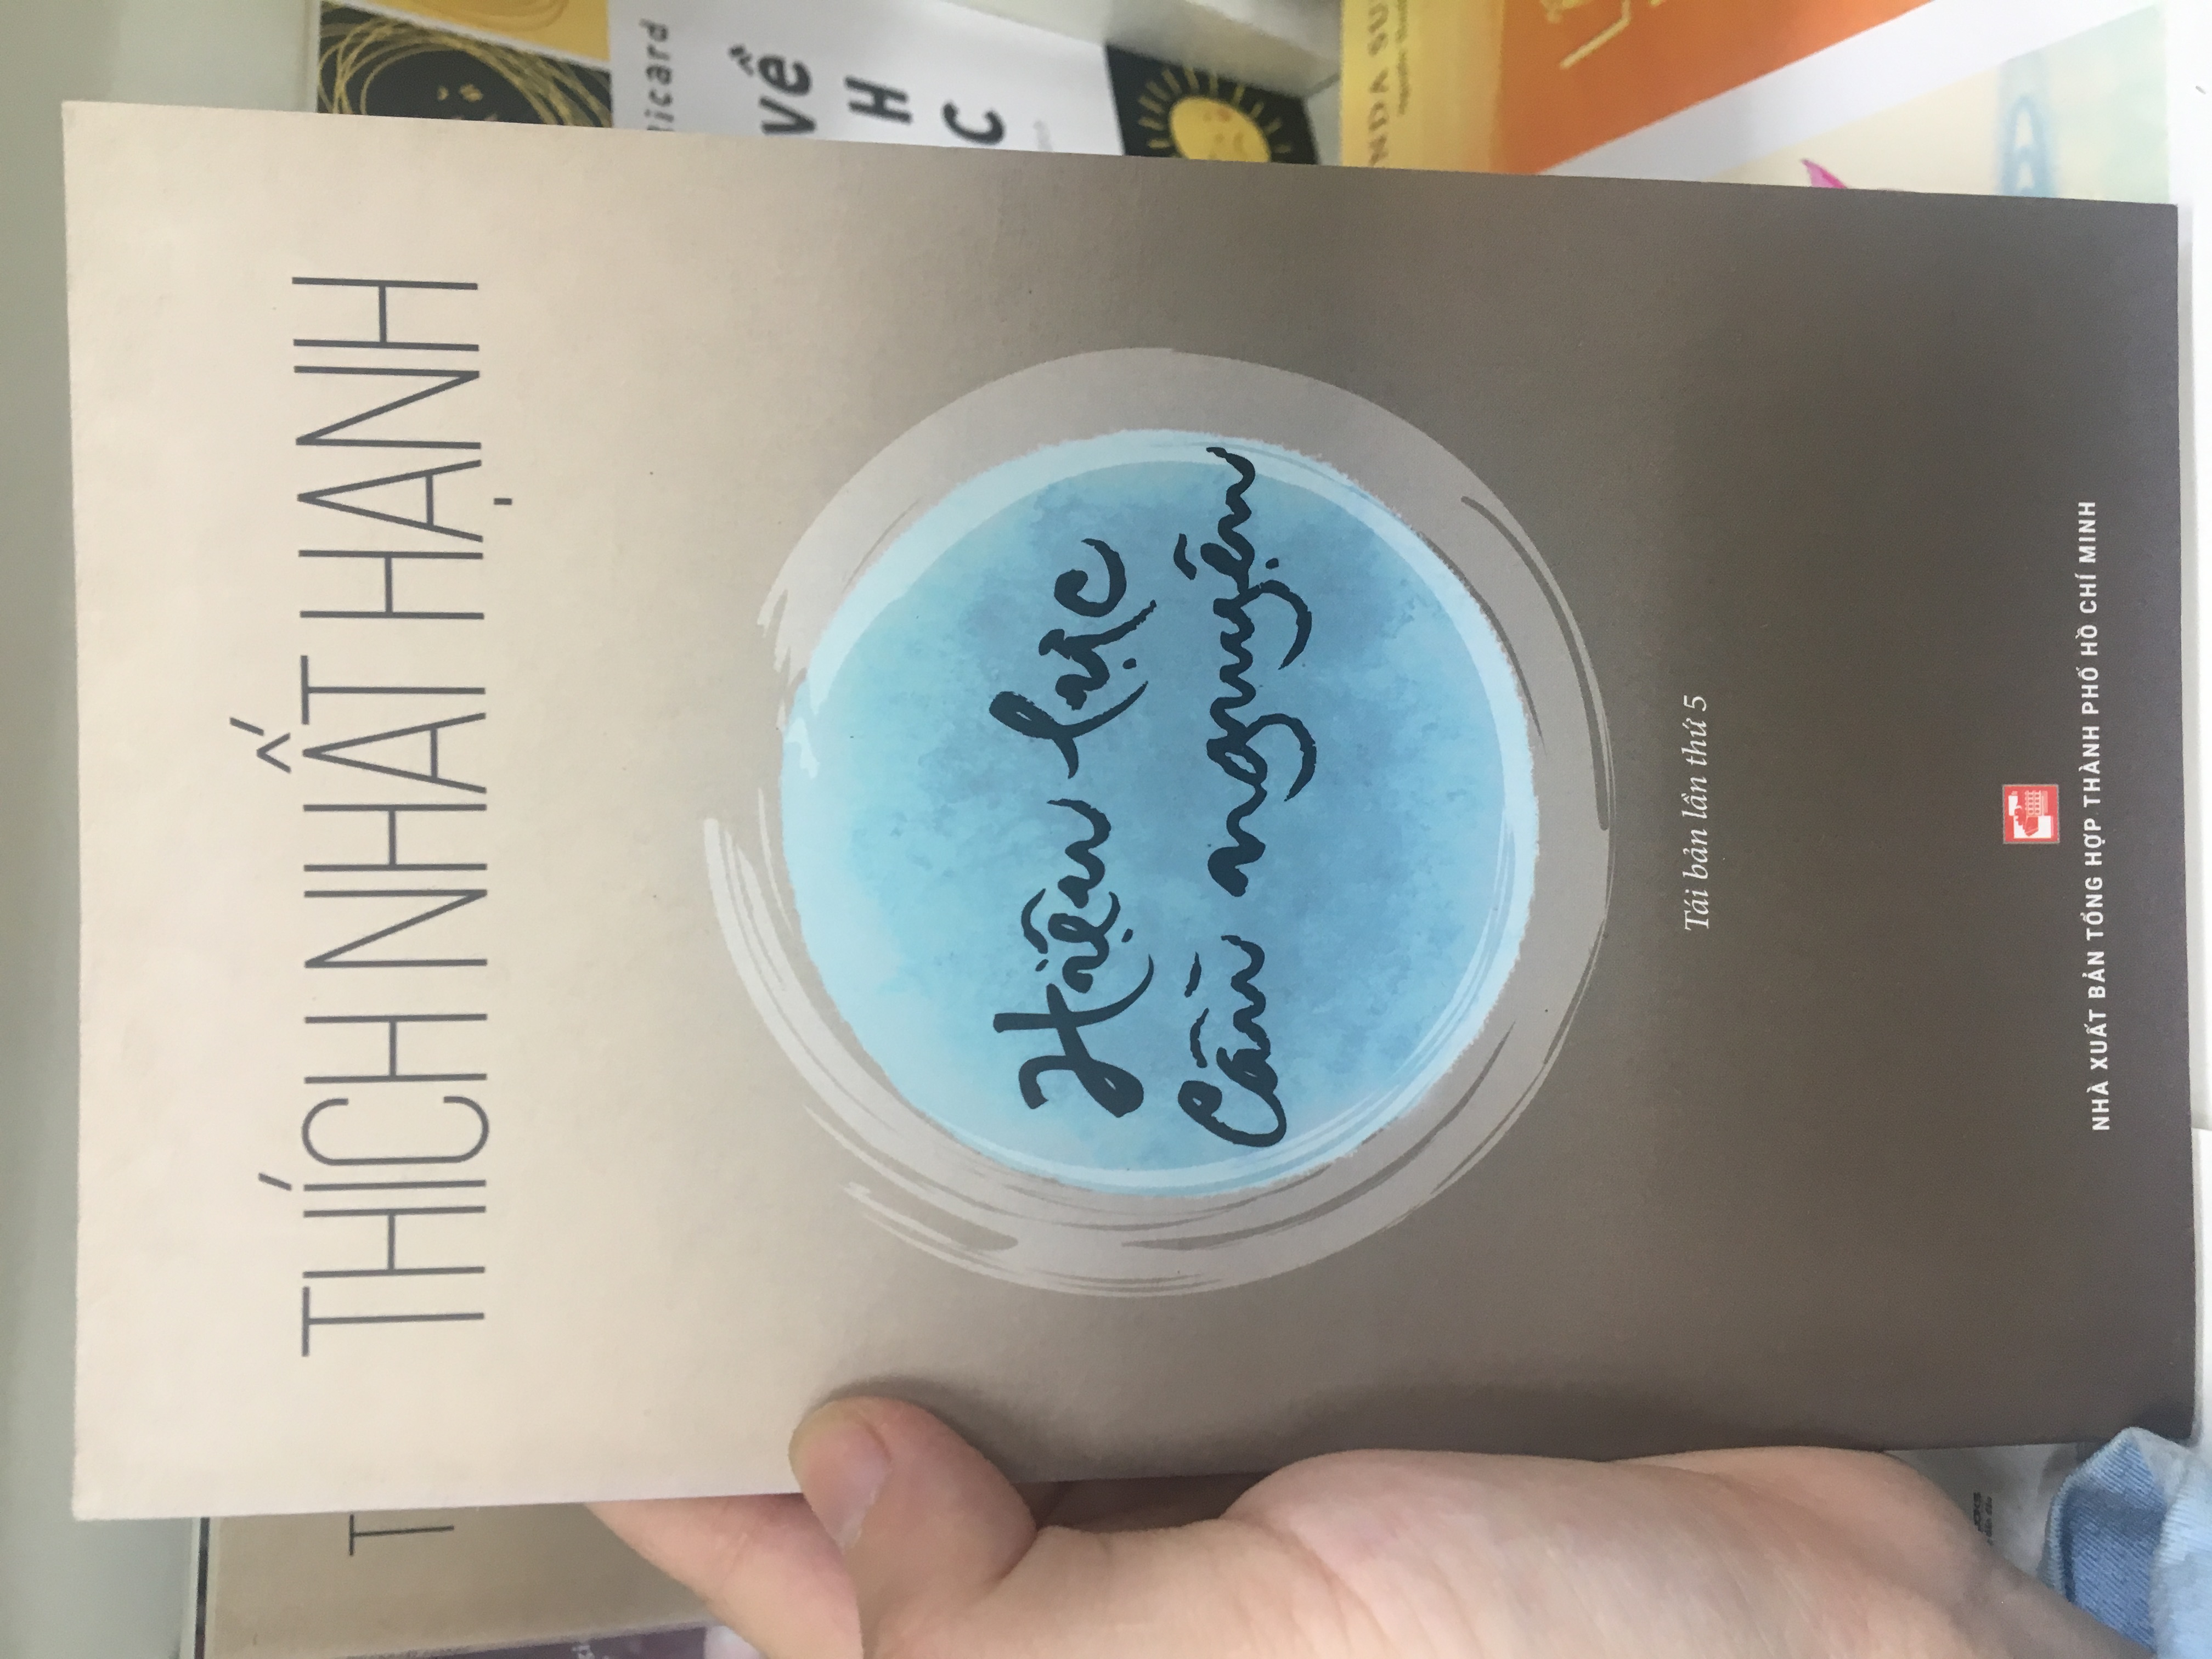 THÍCH NHẤT HẠNH
Hiệu lực
Cầu nguyện
Tái bản lần thứ 5
NHÀ XUẤT BẢN TỔNG HỢP THÀNH PHỐ HỒ CHÍ MINH
Ricard
về
H
C